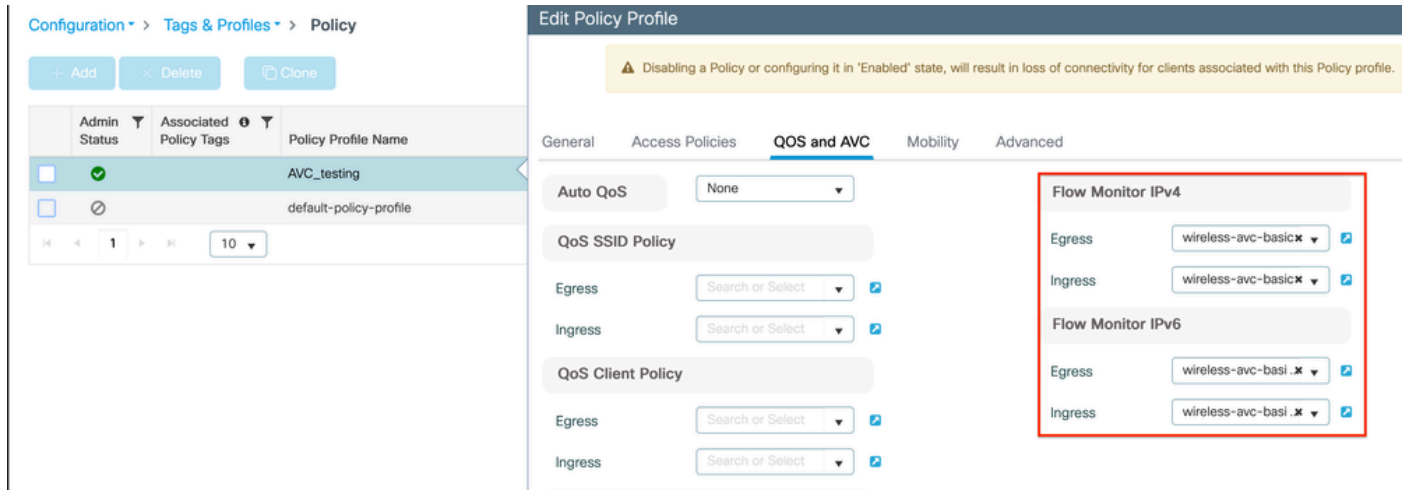 Configuration > Tags & Profiles > Policy
+ Add
× Delete
Clone
Admin Status
Associated Policy Tags
Policy Profile Name
AVC_testing
default-policy-profile
1
10
Edit Policy Profile
Disabling a Policy or configuring it in 'Enabled' state, will result in loss of connectivity for clients associated with this Policy profile.
General Access Policies QOS and AVC Mobility Advanced
Auto QoS None
QoS SSID Policy
Egress Search or Select
Ingress Search or Select
QoS Client Policy
Egress Search or Select
Ingress Search or Select
Flow Monitor IPv4
Egress wireless-avc-basic
Ingress wireless-avc-basic
Flow Monitor IPv6
Egress wireless-avc-basi ..
Ingress wireless-avc-basi ..